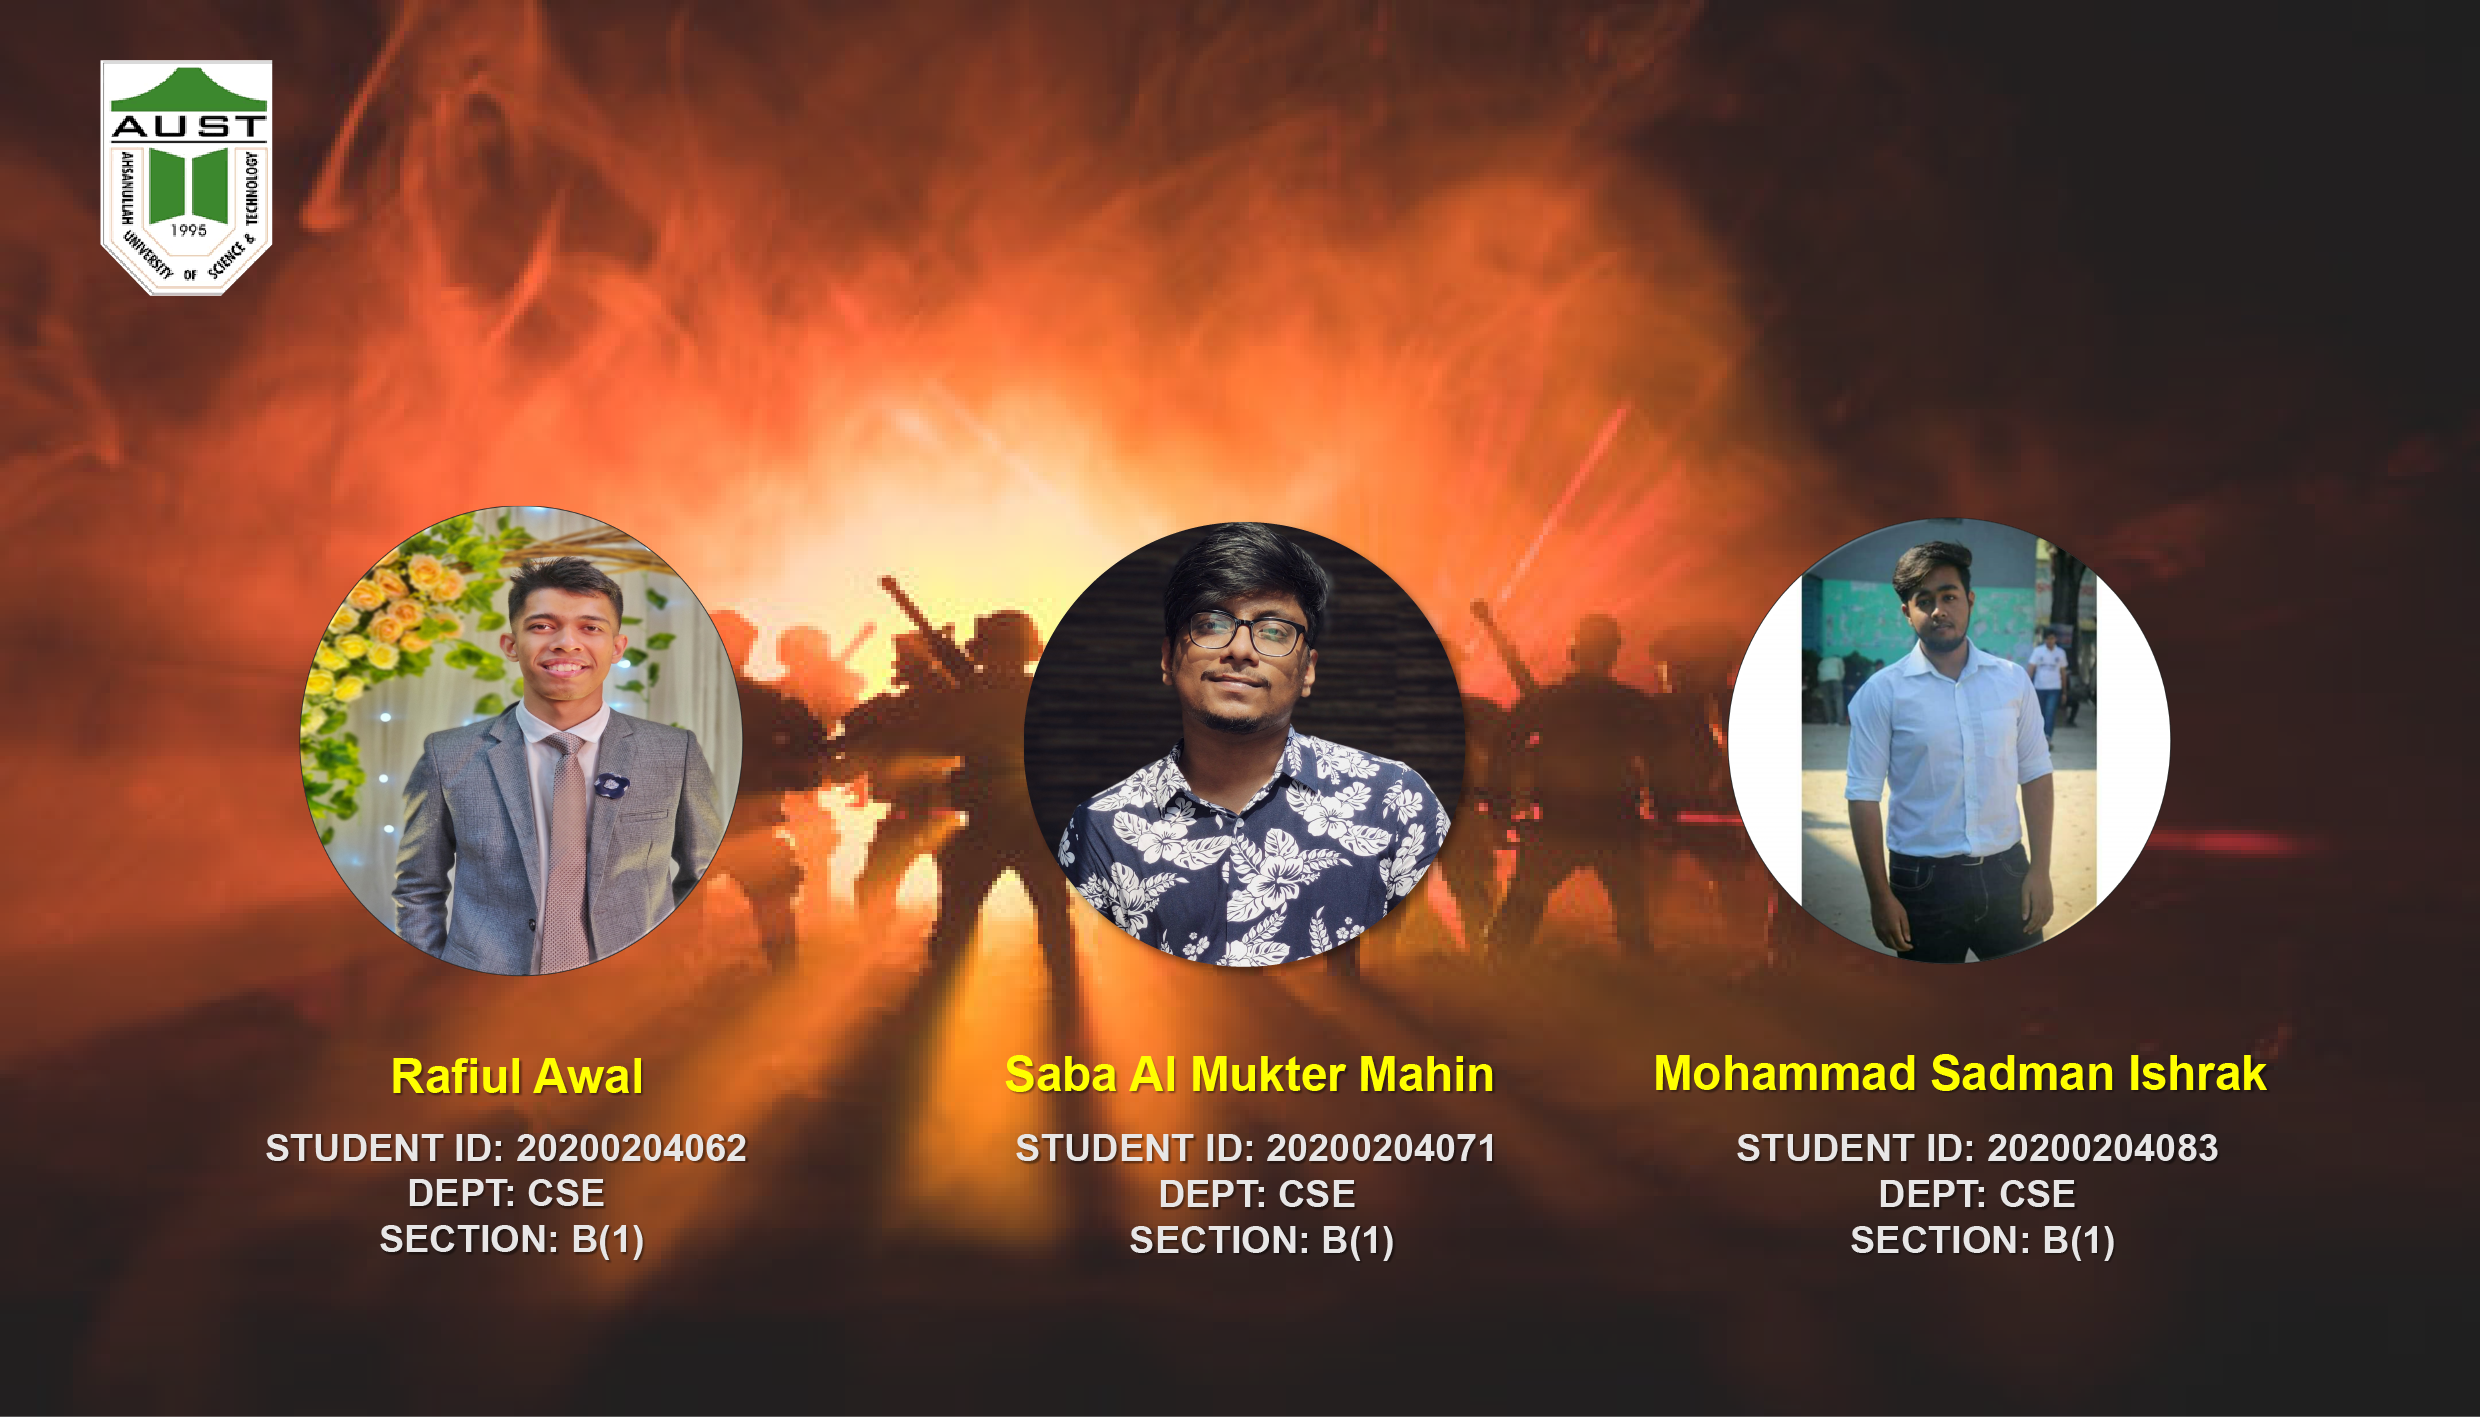 AUST
1995
AHSANULLAH UNIVERSITY OF SCIENCE & TECHNOLOGY
Rafiul Awal
STUDENT ID: 20200204062
DEPT: CSE
SECTION: B(1)
Saba Al Mukter Mahin
STUDENT ID: 20200204071
DEPT: CSE
SECTION: B(1)
Mohammad Sadman Ishrak
STUDENT ID: 20200204083
DEPT: CSE
SECTION: B(1)